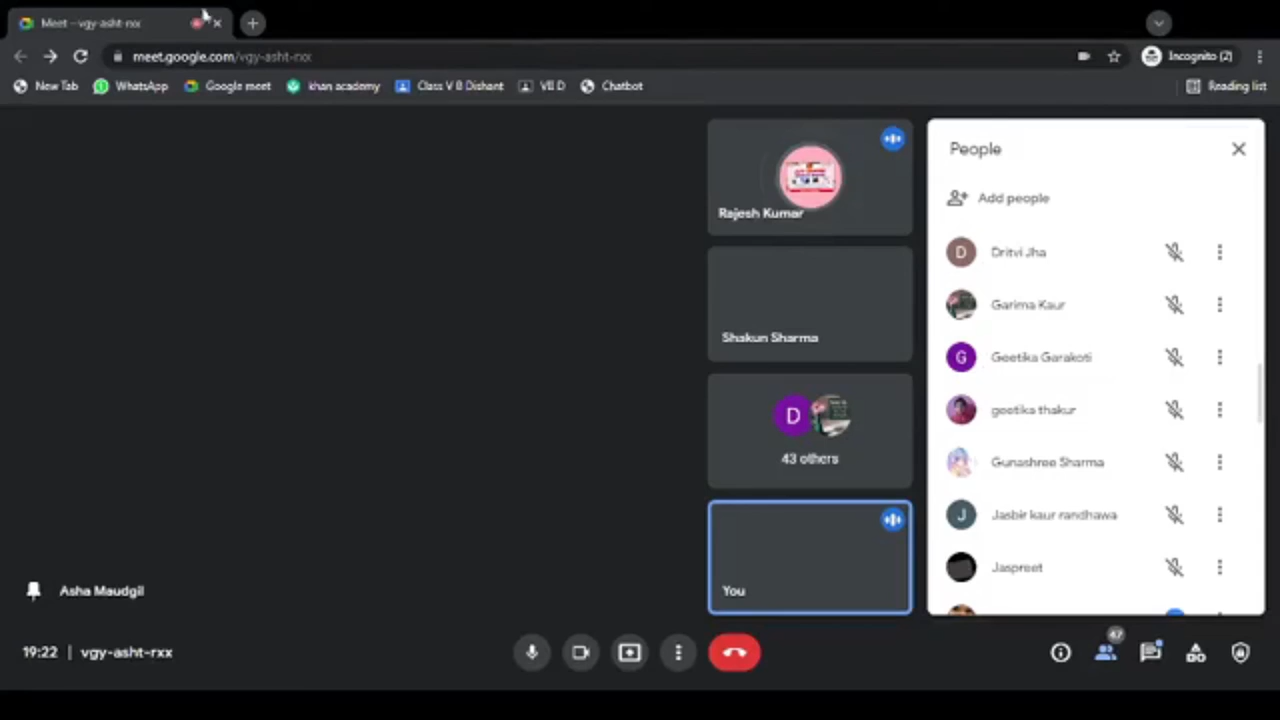 Meet – vgy-asht-rxx
meet.google.com/vgy-asht-rxx
Incognito (2)
New Tab
WhatsApp
Google meet
khan academy
Class V B Dishant
VII D
Chatbot
Reading list
Rajesh Kumar
Shakun Sharma
D
43 others
You
Asha Maudgil
People
Add people
D Dritvi Jha
Garima Kaur
G Geetika Garakoti
geetika thakur
Gunashree Sharma
J Jasbir kaur randhawa
Jaspreet
19:22 | vgy-asht-rxx
47